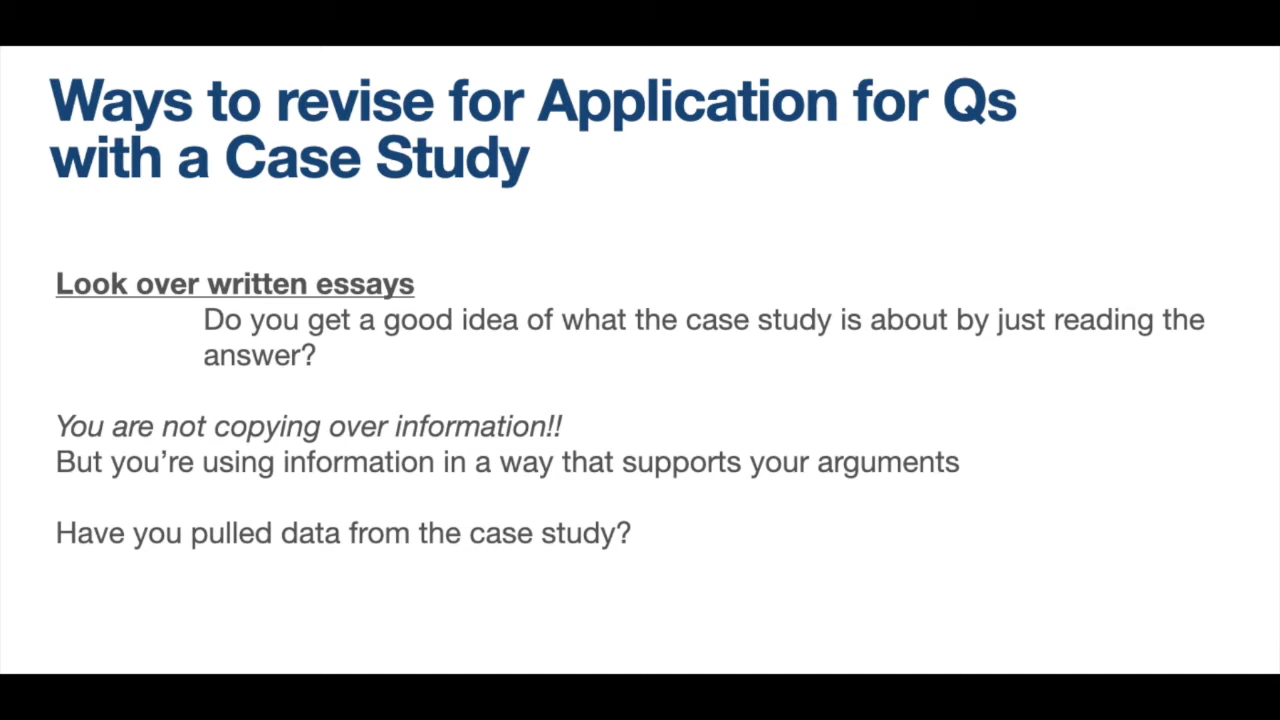 Ways to revise for Application for Qs
with a Case Study
Look over written essays
Do you get a good idea of what the case study is about by just reading the
answer?
You are not copying over information!!
But you’re using information in a way that supports your arguments
Have you pulled data from the case study?